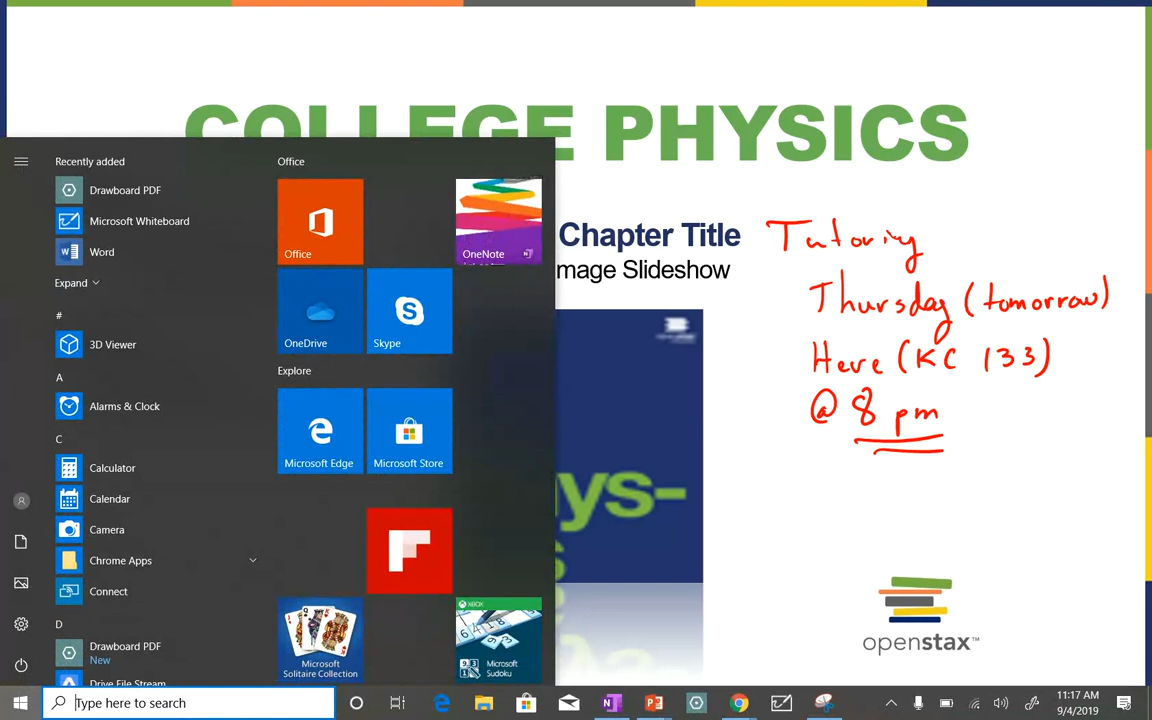 COLLEGE PHYSICS
Chapter Title
mage Slideshow
Tutoring
Thursday (tomorrow)
Here (KC 133)
@ 8 pm
ys-
openstax™
Recently added
Drawboard PDF
Microsoft Whiteboard
Word
Expand
#
3D Viewer
A
Alarms & Clock
C
Calculator
Calendar
Camera
Chrome Apps
Connect
D
Drawboard PDF
New
Drive File Stream
Office
Office
OneNote
OneDrive
Skype
Explore
Microsoft Edge
Microsoft Store
Microsoft
Solitaire Collection
XBOX
Microsoft
Sudoku
Type here to search
11:17 AM
9/4/2019